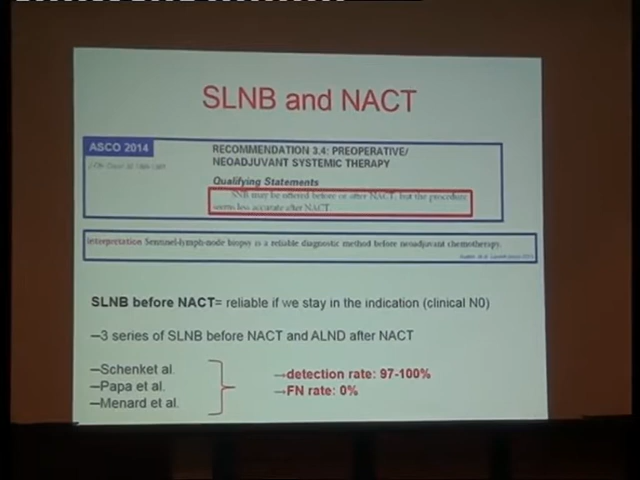 SLNB and NACT
ASCO 2014
RECOMMENDATION 3.4: PREOPERATIVE/
NEOADJUVANT SYSTEMIC THERAPY
Qualifying Statements
SNB may be offered before or after NACT, but the procedure
seems less accurate after NACT.
Interpretation Sentinel-lymph-node biopsy is a reliable diagnostic method before neoadjuvant chemotherapy.
SLNB before NACT= reliable if we stay in the indication (clinical N0)
–3 series of SLNB before NACT and ALND after NACT
–Schenket al.
–Papa et al.
–Menard et al.
→detection rate: 97-100%
→FN rate: 0%